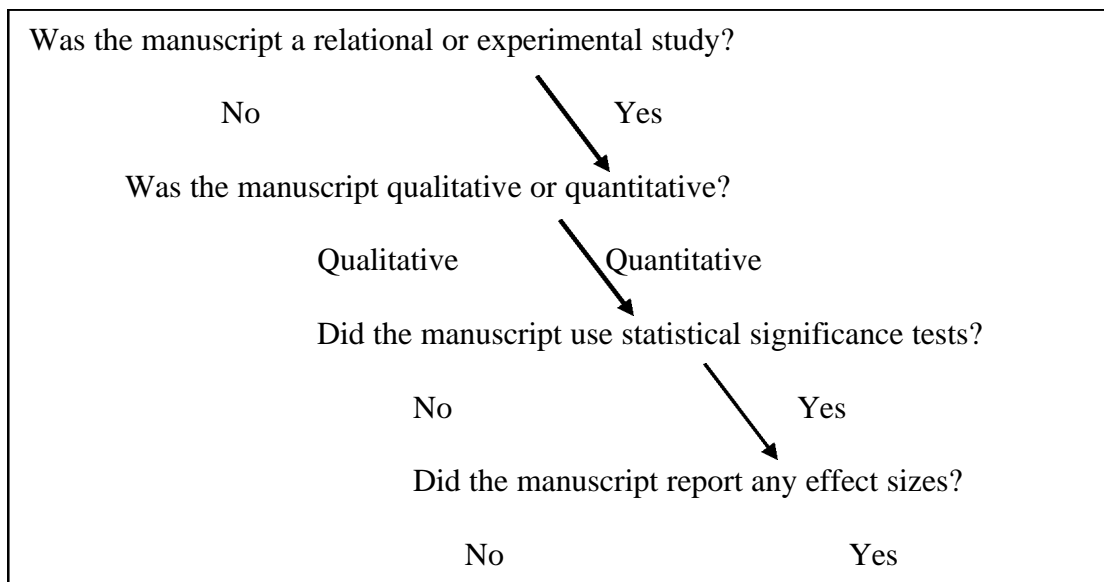 Was the manuscript a relational or experimental study?
No Yes
Was the manuscript qualitative or quantitative?
Qualitative Quantitative
Did the manuscript use statistical significance tests?
No Yes
Did the manuscript report any effect sizes?
No Yes